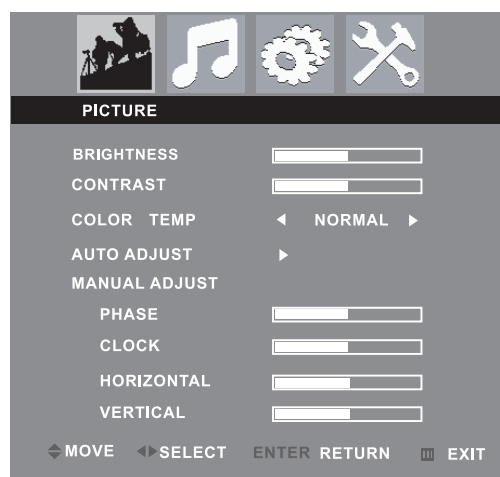 PICTURE
BRIGHTNESS
CONTRAST
COLOR TEMP NORMAL
AUTO ADJUST
MANUAL ADJUST
PHASE
CLOCK
HORIZONTAL
VERTICAL
MOVE SELECT ENTER RETURN EXIT